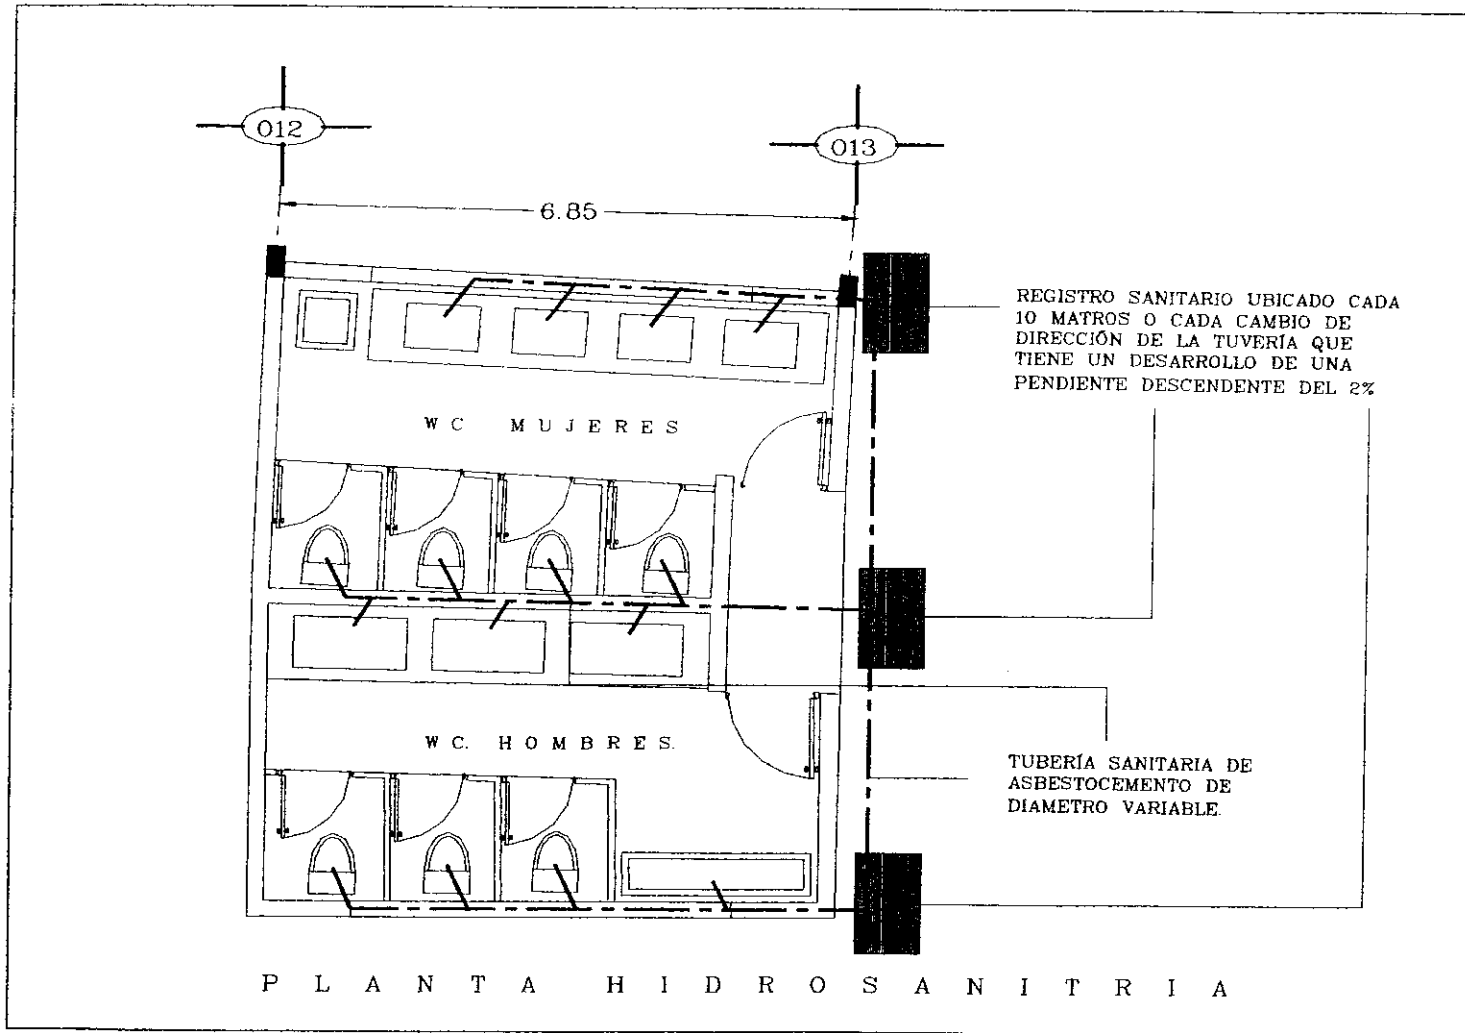 012
013
6.85
REGISTRO SANITARIO UBICADO CADA
10 MATROS O CADA CAMBIO DE
DIRECCIÓN DE LA TUVERÍA QUE
TIENE UN DESARROLLO DE UNA
PENDIENTE DESCENDENTE DEL 2%
WC MUJERES
WC. HOMBRES.
TUBERÍA SANITARIA DE
ASBESTOCEMENTO DE
DIAMETRO VARIABLE.
PLANTA HIDROSANITRIA